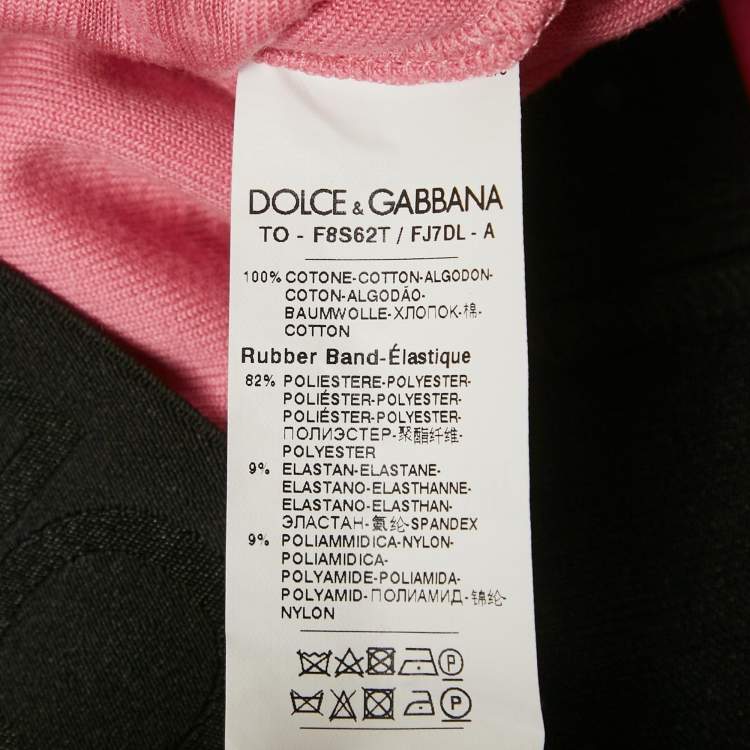 DOLCE & GABBANA
TO - F8S62T / FJ7DL - A
100% COTONE-COTTON-ALGODON-
COTON-ALGODÃO-
BAUMWOLLE-ХЛОПОК-棉-
COTTON
Rubber Band-Élastique
82% POLIESTERE-POLYESTER-
POLIÉSTER-POLYESTER-
POLIÉSTER-POLYESTER-
ПОЛИЭСТЕР-聚酯纤维-
POLYESTER
9% ELASTAN-ELASTANE-
ELASTANO-ELASTHANNE-
ELASTANO-ELASTHAN-
ЭЛАСТАН-氨纶-SPANDEX
9% POLIAMMIDICA-NYLON-
POLIAMIDICA-
POLYAMIDE-POLIAMIDA-
POLYAMID-ПОЛИАМИД-锦纶-
NYLON
P
P